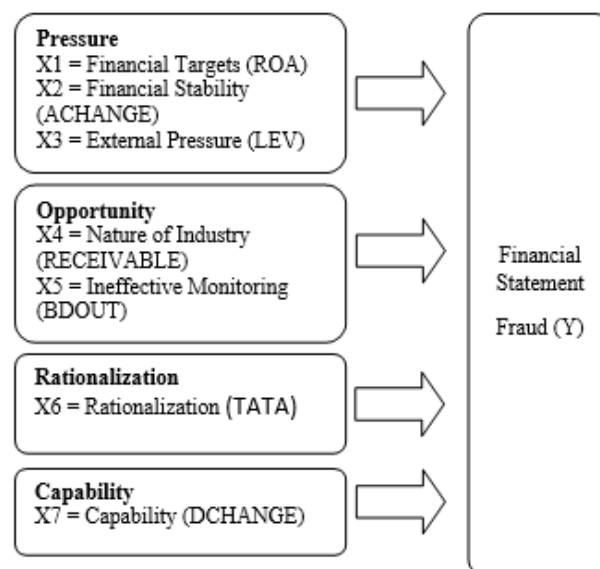 Pressure
X1 = Financial Targets (ROA)
X2 = Financial Stability
(ACHANGE)
X3 = External Pressure (LEV)
Opportunity
X4 = Nature of Industry
(RECEIVABLE)
X5 = Ineffective Monitoring
(BDOUT)
Rationalization
X6 = Rationalization (TATA)
Capability
X7 = Capability (DCHANGE)
Financial
Statement
Fraud (Y)